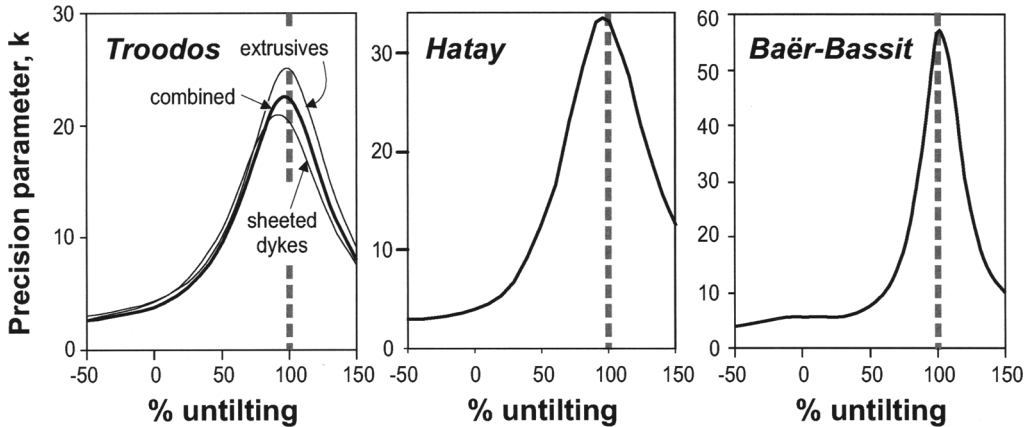 Precision parameter, k
Troodos
extrusives
combined
sheeted
dykes
30
20
10
0
-50 0 50 100 150
% untilting
Hatay
30
20
10
0
-50 0 50 100 150
% untilting
Baër-Bassit
60
50
40
30
20
10
0
-50 0 50 100 150
% untilting